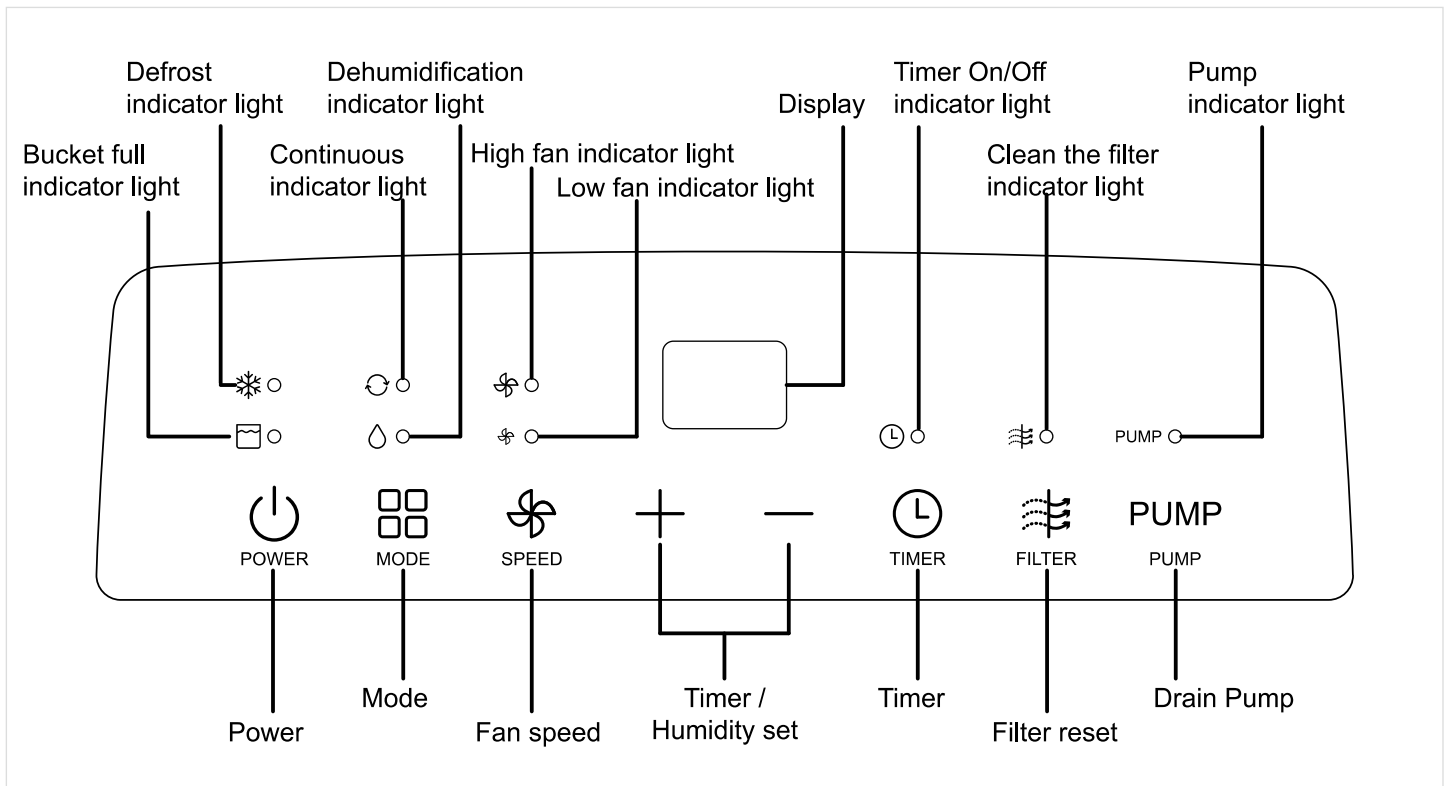 Defrost
indicator light
Dehumidification
indicator light
Display
Timer On/Off
indicator light
Pump
indicator light
Bucket full
indicator light
Continuous
indicator light
High fan indicator light
Low fan indicator light
Clean the filter
indicator light
PUMP
PUMP
POWER
MODE
SPEED
TIMER
FILTER
PUMP
Power
Mode
Fan speed
Timer /
Humidity set
Timer
Filter reset
Drain Pump